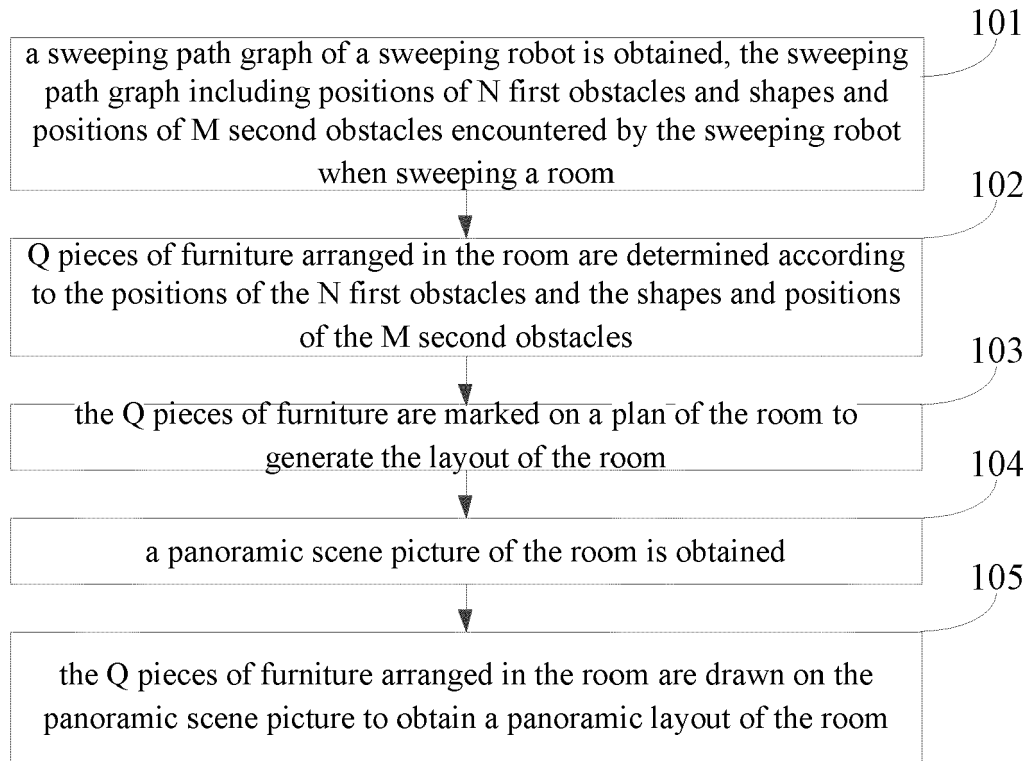 101
a sweeping path graph of a sweeping robot is obtained, the sweeping
path graph including positions of N first obstacles and shapes and
positions of M second obstacles encountered by the sweeping robot
when sweeping a room
102
Q pieces of furniture arranged in the room are determined according
to the positions of the N first obstacles and the shapes and positions
of the M second obstacles
103
the Q pieces of furniture are marked on a plan of the room to
generate the layout of the room
104
a panoramic scene picture of the room is obtained
105
the Q pieces of furniture arranged in the room are drawn on the
panoramic scene picture to obtain a panoramic layout of the room